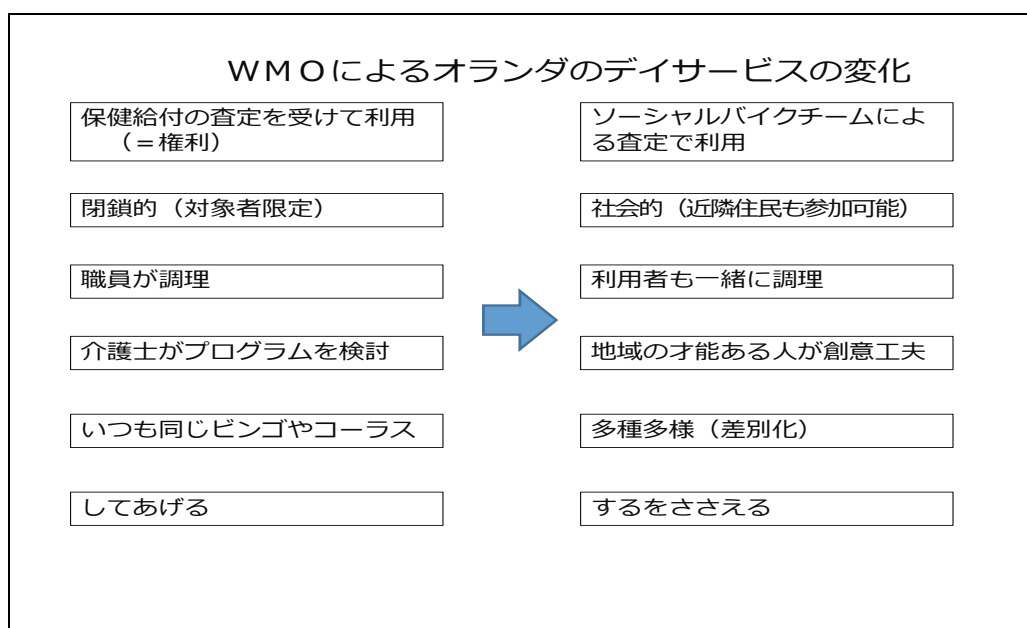 WMOによるオランダのデイサービスの変化
保健給付の査定を受けて利用
（＝権利）
ソーシャルバイクチームによ
る査定で利用
閉鎖的（対象者限定）
社会的（近隣住民も参加可能）
職員が調理
利用者も一緒に調理
介護士がプログラムを検討
地域の才能ある人が創意工夫
いつも同じビンゴやコーラス
多種多様（差別化）
してあげる
するをささえる